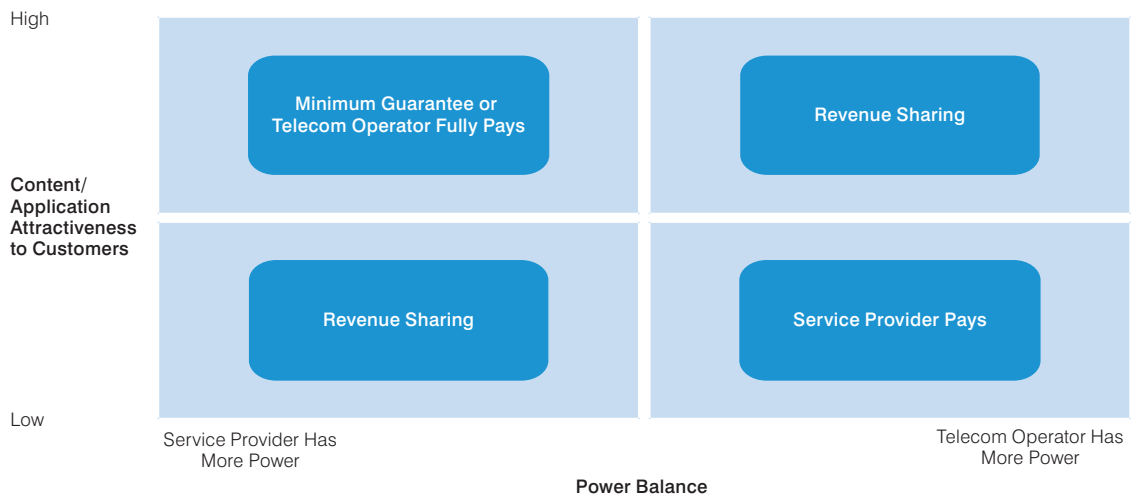 High
Minimum Guarantee or
Telecom Operator Fully Pays
Revenue Sharing
Content/
Application
Attractiveness
to Customers
Revenue Sharing
Service Provider Pays
Low
Service Provider Has
More Power
Telecom Operator Has
More Power
Power Balance